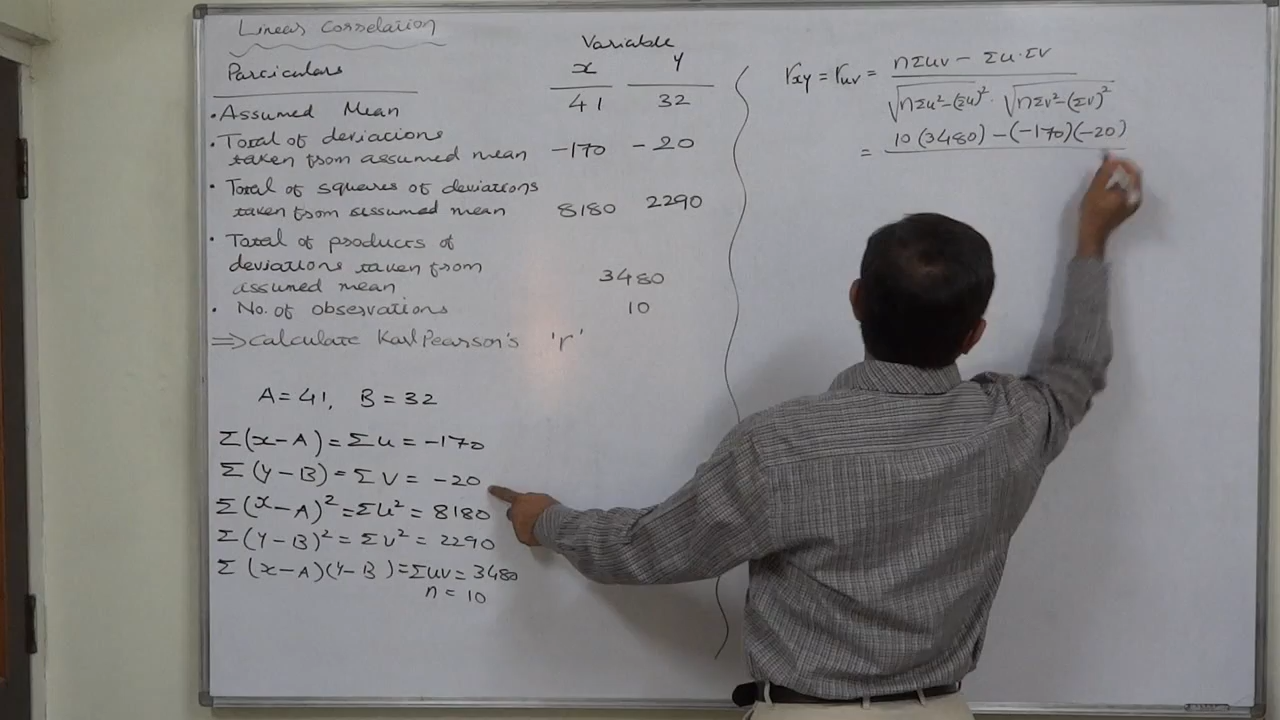 Linear Correlation
Variable
Particulars x y
· Assumed Mean 41 32
· Total of deviations
taken from assumed mean -170 -20
· Total of squares of deviations
taken from assumed mean 8180 2290
· Total of products of
deviations taken from
assumed mean 3480
· No. of observations 10
⇒ Calculate Karl Pearson's 'r'
A = 41, B = 32
Σ(x-A) = Σu = -170
Σ(y-B) = Σv = -20
Σ(x-A)² = Σu² = 8180
Σ(y-B)² = Σv² = 2290
Σ(x-A)(y-B) = Σuv = 3480
n = 10
rxy = ruv = nΣuv - Σu·Σv
√nΣu²-(Σu)² · √nΣv²-(Σv)²
= 10(3480) - (-170)(-20)